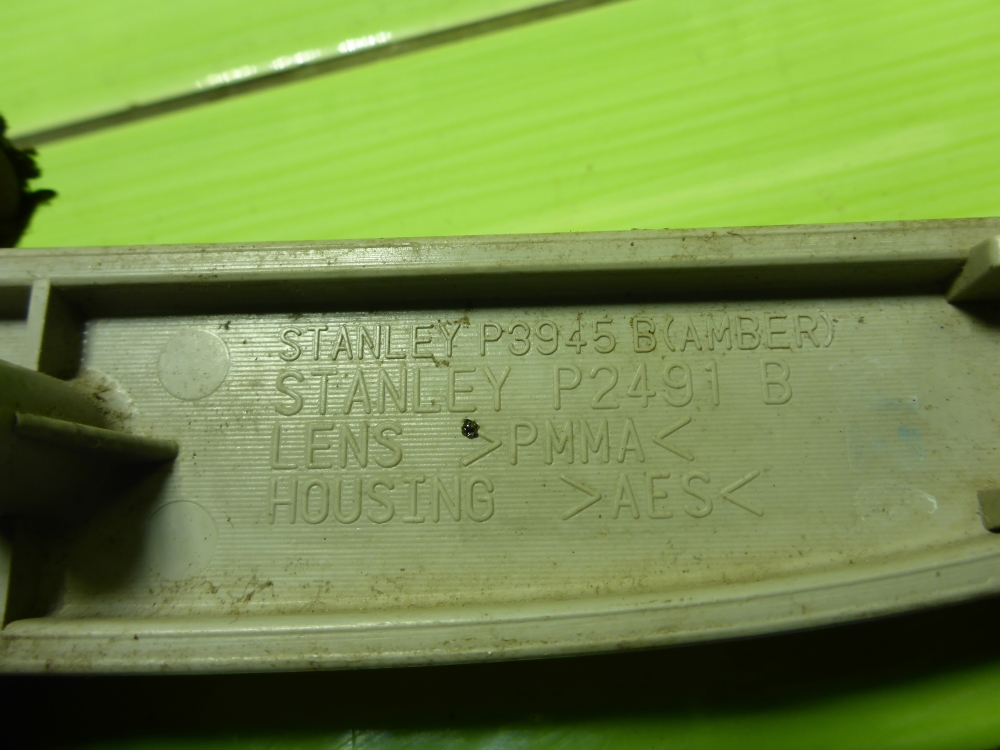 STANLEY P3945 B(AMBER)
STANLEY P2491 B
LENS >PMMA<
HOUSING >AES<